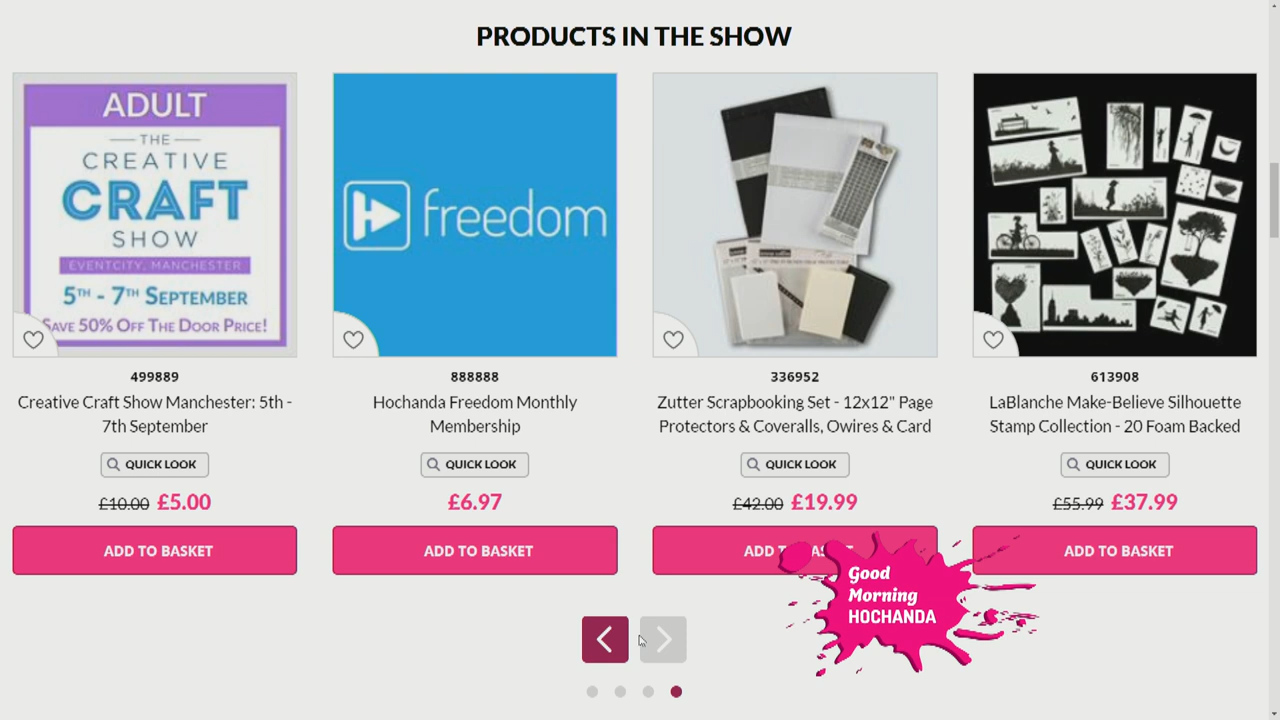 PRODUCTS IN THE SHOW
ADULT
THE
CREATIVE
CRAFT
SHOW
EVENTCITY, MANCHESTER
5TH - 7TH SEPTEMBER
SAVE 50% OFF THE DOOR PRICE!
freedom
499889
Creative Craft Show Manchester: 5th -
7th September
QUICK LOOK
£10.00 £5.00
ADD TO BASKET
888888
Hochanda Freedom Monthly
Membership
QUICK LOOK
£6.97
ADD TO BASKET
336952
Zutter Scrapbooking Set - 12x12" Page
Protectors & Coveralls, Owires & Card
QUICK LOOK
£42.00 £19.99
ADD T BASKET
613908
LaBlanche Make-Believe Silhouette
Stamp Collection - 20 Foam Backed
QUICK LOOK
£55.99 £37.99
ADD TO BASKET
Good
Morning
HOCHANDA